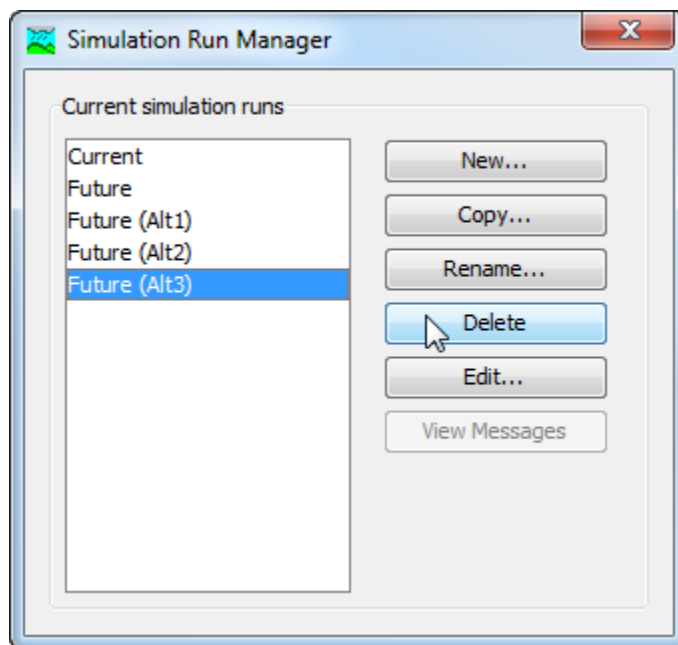 Simulation Run Manager
Current simulation runs
Current
Future
Future (Alt1)
Future (Alt2)
Future (Alt3)
New...
Copy...
Rename...
Delete
Edit...
View Messages